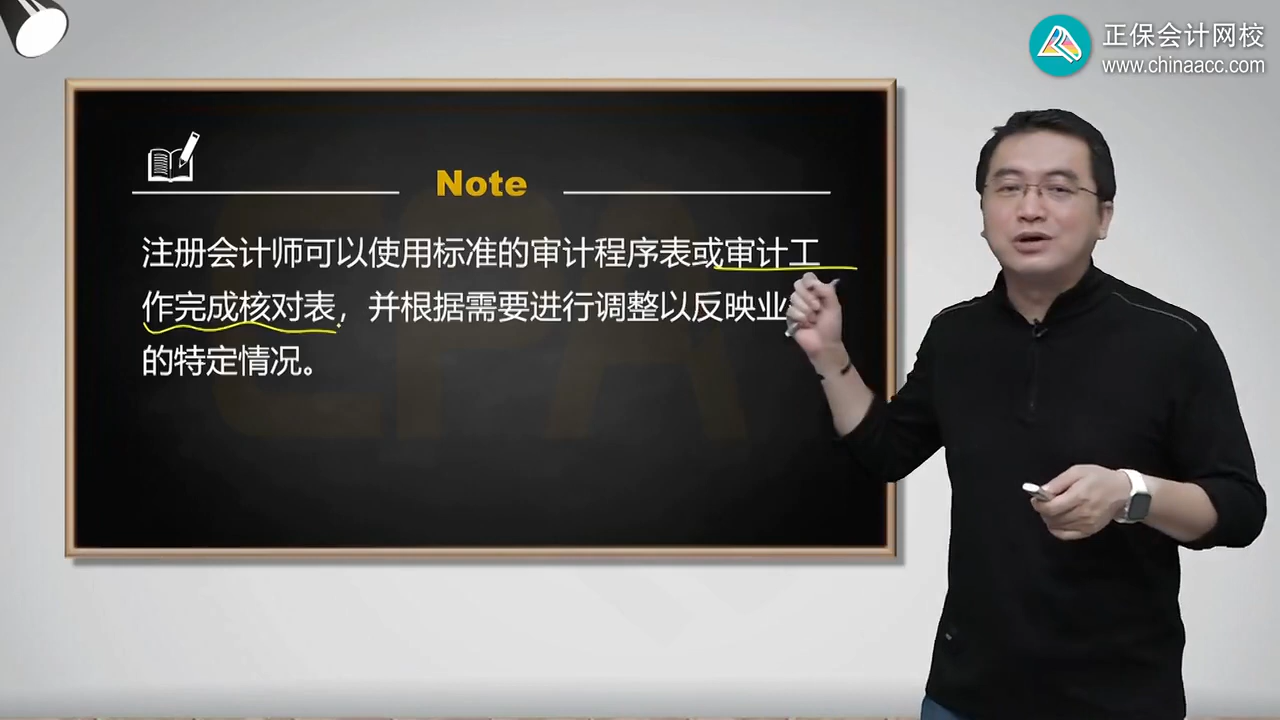 正保会计网校
www.chinaacc.com
Note
注册会计师可以使用标准的审计程序表或审计工
作完成核对表，并根据需要进行调整以反映业
的特定情况。
CPA